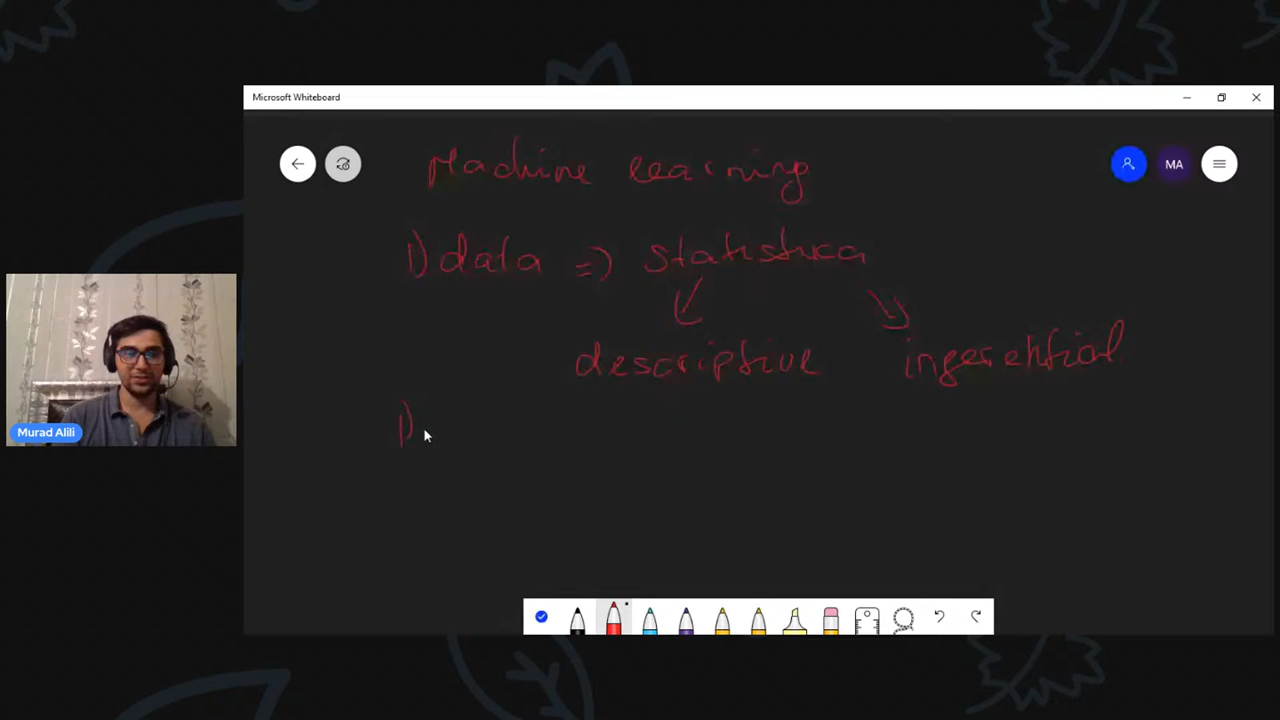 Microsoft Whiteboard
MA
Machine learning
1) data => statistica
descriptive ingerential
1)
Murad Alili